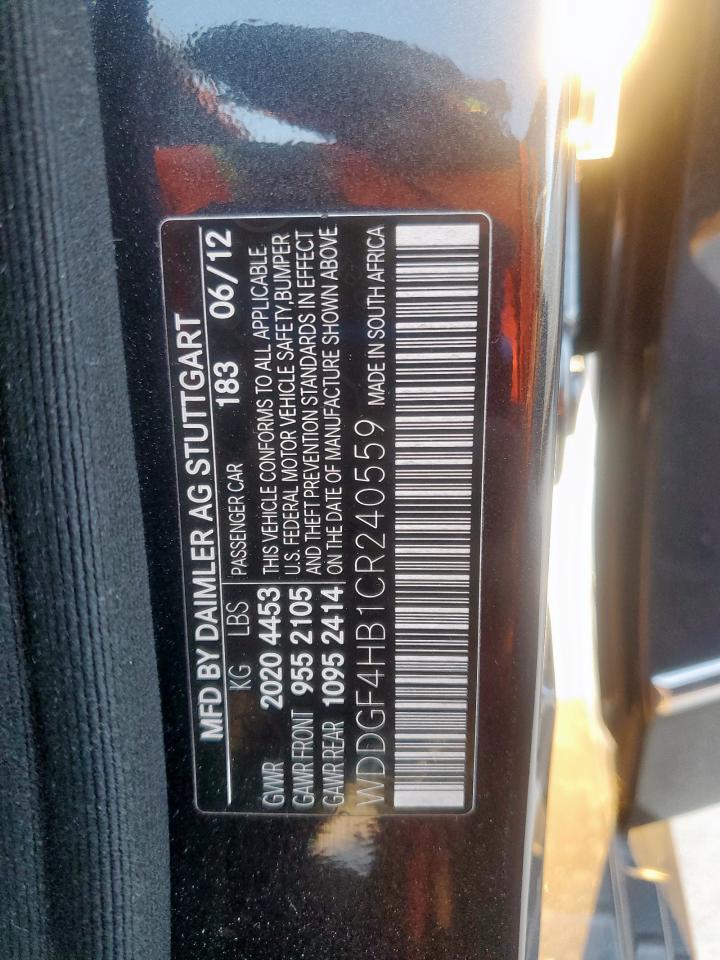 MFD BY DAIMLER AG STUTTGART
KG LBS PASSENGER CAR 183 06/12
GVWR 2020 4453 THIS VEHICLE CONFORMS TO ALL APPLICABLE
GAWR FRONT 955 2105 U.S. FEDERAL MOTOR VEHICLE SAFETY,BUMPER
GAWR REAR 1095 2414 AND THEFT PREVENTION STANDARDS IN EFFECT
ON THE DATE OF MANUFACTURE SHOWN ABOVE
WDDGF4HB1CR240559 MADE IN SOUTH AFRICA